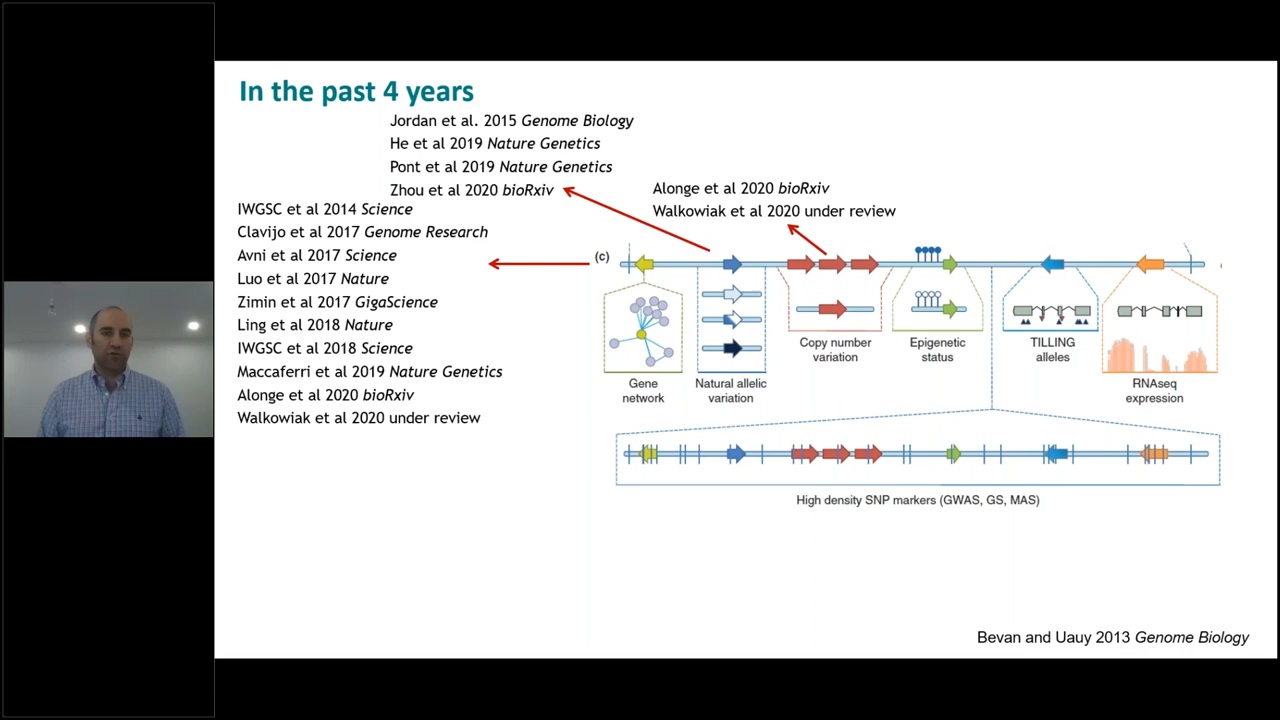 In the past 4 years
Jordan et al. 2015 Genome Biology
He et al 2019 Nature Genetics
Pont et al 2019 Nature Genetics
Zhou et al 2020 bioRxiv
Alonge et al 2020 bioRxiv
Walkowiak et al 2020 under review
IWGSC et al 2014 Science
Clavijo et al 2017 Genome Research
Avni et al 2017 Science
Luo et al 2017 Nature
Zimin et al 2017 GigaScience
Ling et al 2018 Nature
IWGSC et al 2018 Science
Maccaferri et al 2019 Nature Genetics
Alonge et al 2020 bioRxiv
Walkowiak et al 2020 under review
(c)
Gene
network
Natural allelic
variation
Copy number
variation
Epigenetic
status
TILLING
alleles
RNAseq
expression
High density SNP markers (GWAS, GS, MAS)
Bevan and Uauy 2013 Genome Biology